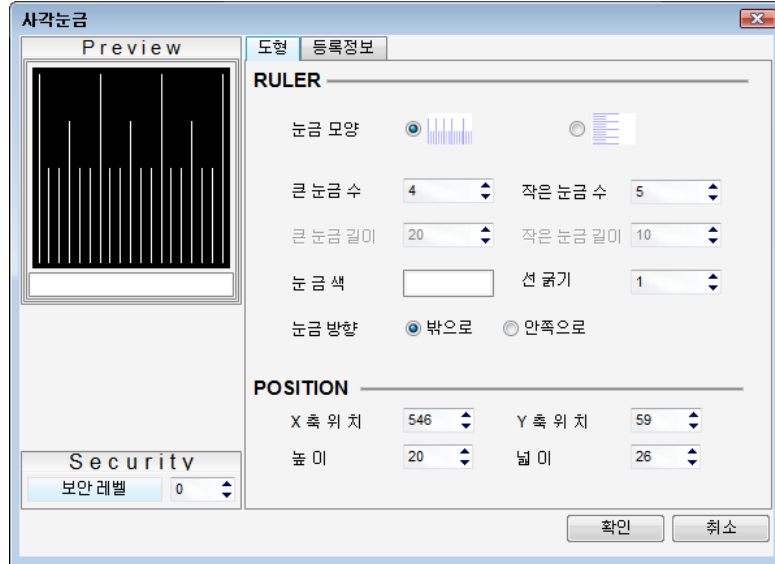 사각눈금
Preview
도형 등록정보
RULER
눈금 모양
큰 눈금 수 4 작은 눈금 수 5
큰 눈금 길이 20 작은 눈금 길이 10
눈 금 색 선 굵기 1
눈금 방향 밖으로 안쪽으로
POSITION
X 축 위 치 546 Y 축 위 치 59
높 이 20 넓 이 26
Security
보안 레벨 0
확인 취소